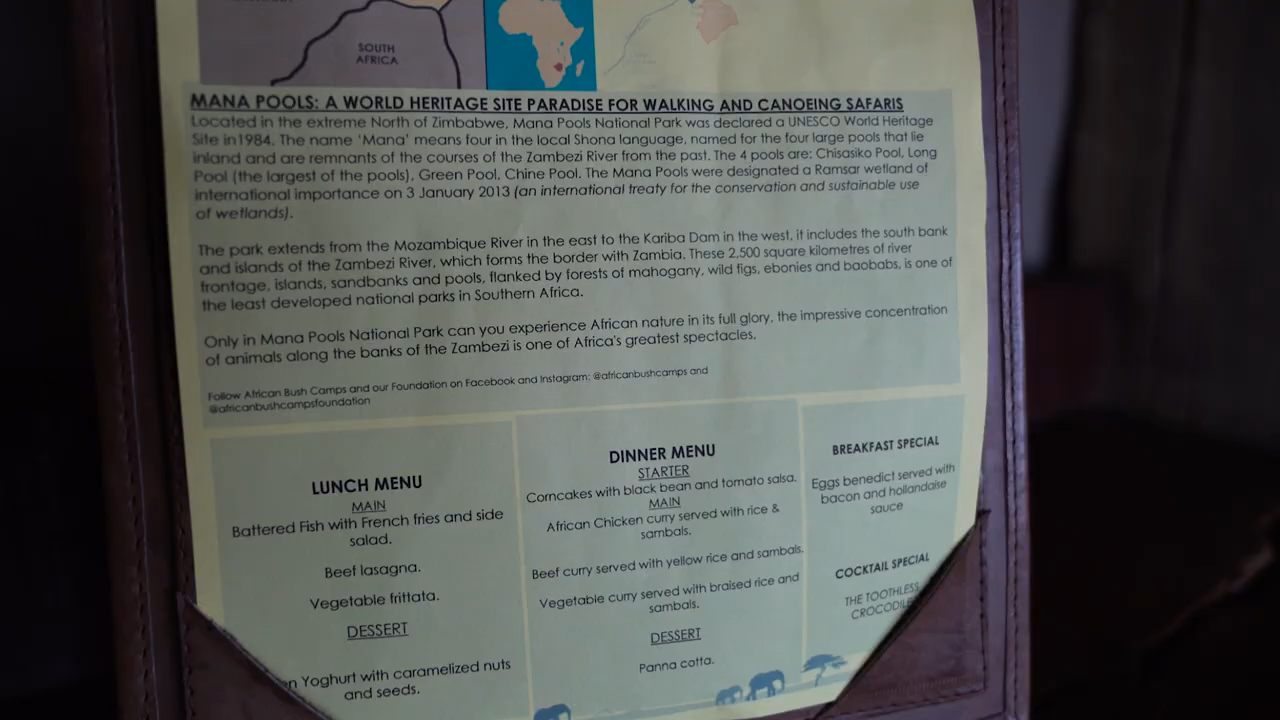 SOUTH
AFRICA
MANA POOLS: A WORLD HERITAGE SITE PARADISE FOR WALKING AND CANOEING SAFARIS
Located in the extreme North of Zimbabwe, Mana Pools National Park was declared a UNESCO World Heritage
Site in1984. The name 'Mana' means four in the local Shona language, named for the four large pools that lie
inland and are remnants of the courses of the Zambezi River from the past. The 4 pools are: Chisasiko Pool, Long
Pool (the largest of the pools), Green Pool, Chine Pool. The Mana Pools were designated a Ramsar wetland of
international importance on 3 January 2013 (an international treaty for the conservation and sustainable use
of wetlands).
The park extends from the Mozambique River in the east to the Kariba Dam in the west, it includes the south bank
and islands of the Zambezi River, which forms the border with Zambia. These 2,500 square kilometres of river
frontage, islands, sandbanks and pools, flanked by forests of mahogany, wild figs, ebonies and baobabs, is one of
the least developed national parks in Southern Africa.
Only in Mana Pools National Park can you experience African nature in its full glory, the impressive concentration
of animals along the banks of the Zambezi is one of Africa's greatest spectacles.
Follow African Bush Camps and our Foundation on Facebook and Instagram: @africanbushcamps and
@africanbushcampsfoundation
LUNCH MENU
MAIN
Battered Fish with French fries and side
salad.
Beef lasagna.
Vegetable frittata.
DESSERT
Yoghurt with caramelized nuts
and seeds.
DINNER MENU
STARTER
Corncakes with black bean and tomato salsa.
MAIN
African Chicken curry served with rice &
sambals.
Beef curry served with yellow rice and sambals.
Vegetable curry served with braised rice and
sambals.
DESSERT
Panna cotta.
BREAKFAST SPECIAL
Eggs benedict served with
bacon and hollandaise
sauce
COCKTAIL SPECIAL
THE TOOTHLESS
CROCODILE